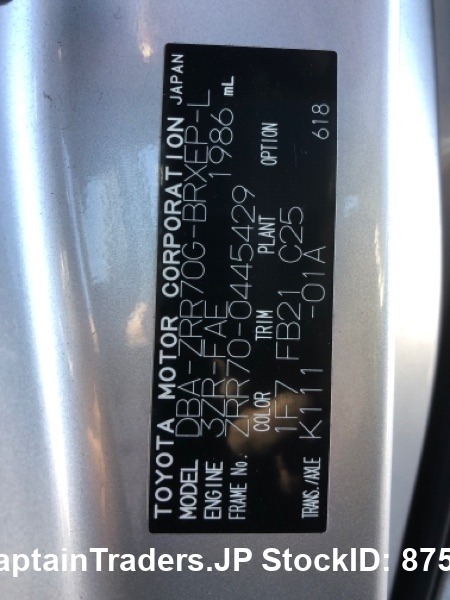 TOYOTA MOTOR CORPORATION JAPAN
MODEL DBA-ZRR70G-BRXEP-L
ENGINE 3ZR-FAE 1986 mL
FRAME No. ZRR70-0445429
COLOR TRIM PLANT OPTION
1F7 FB21 C25 618
TRANS./AXLE K111 -01A
aptainTraders.JP StockID: 875